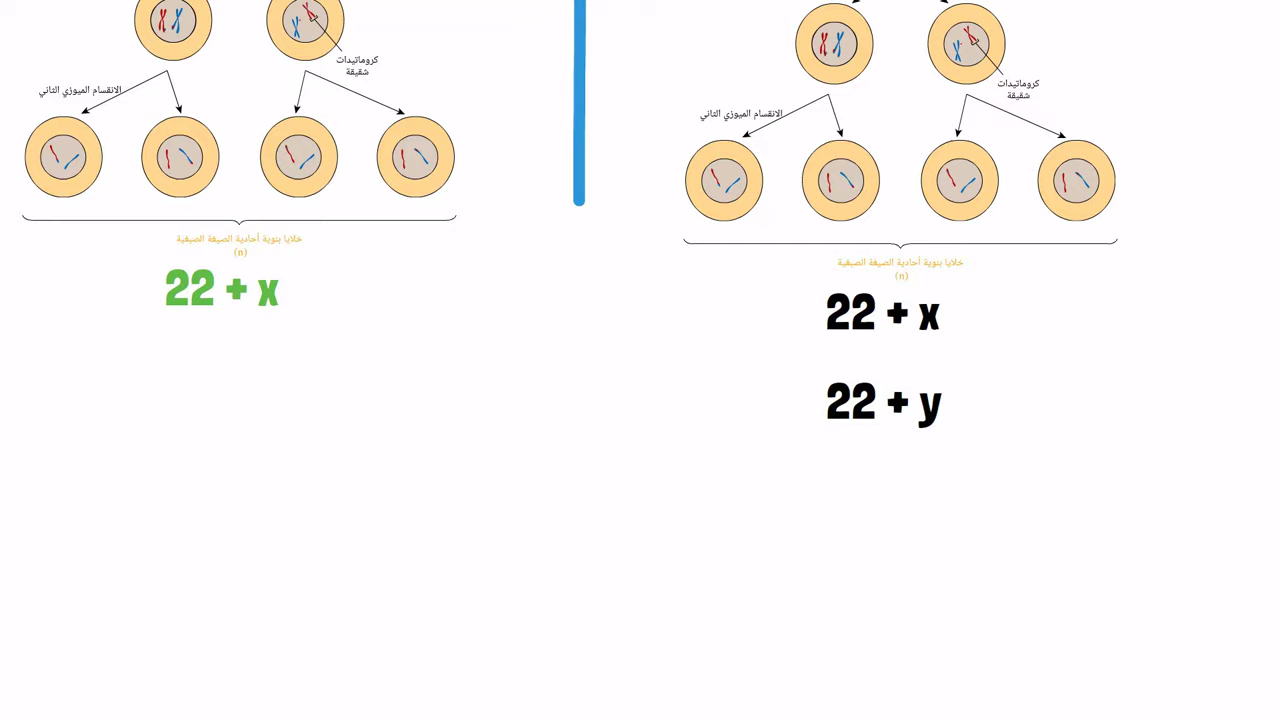 كروماتيدات
شقيقة
الانقسام الميوزي الثاني
خلايا بنوية أحادية الصيغة الصبغية
(n)
22 + x
كروماتيدات
شقيقة
الانقسام الميوزي الثاني
خلايا بنوية أحادية الصيغة الصبغية
(n)
22 + x
22 + y